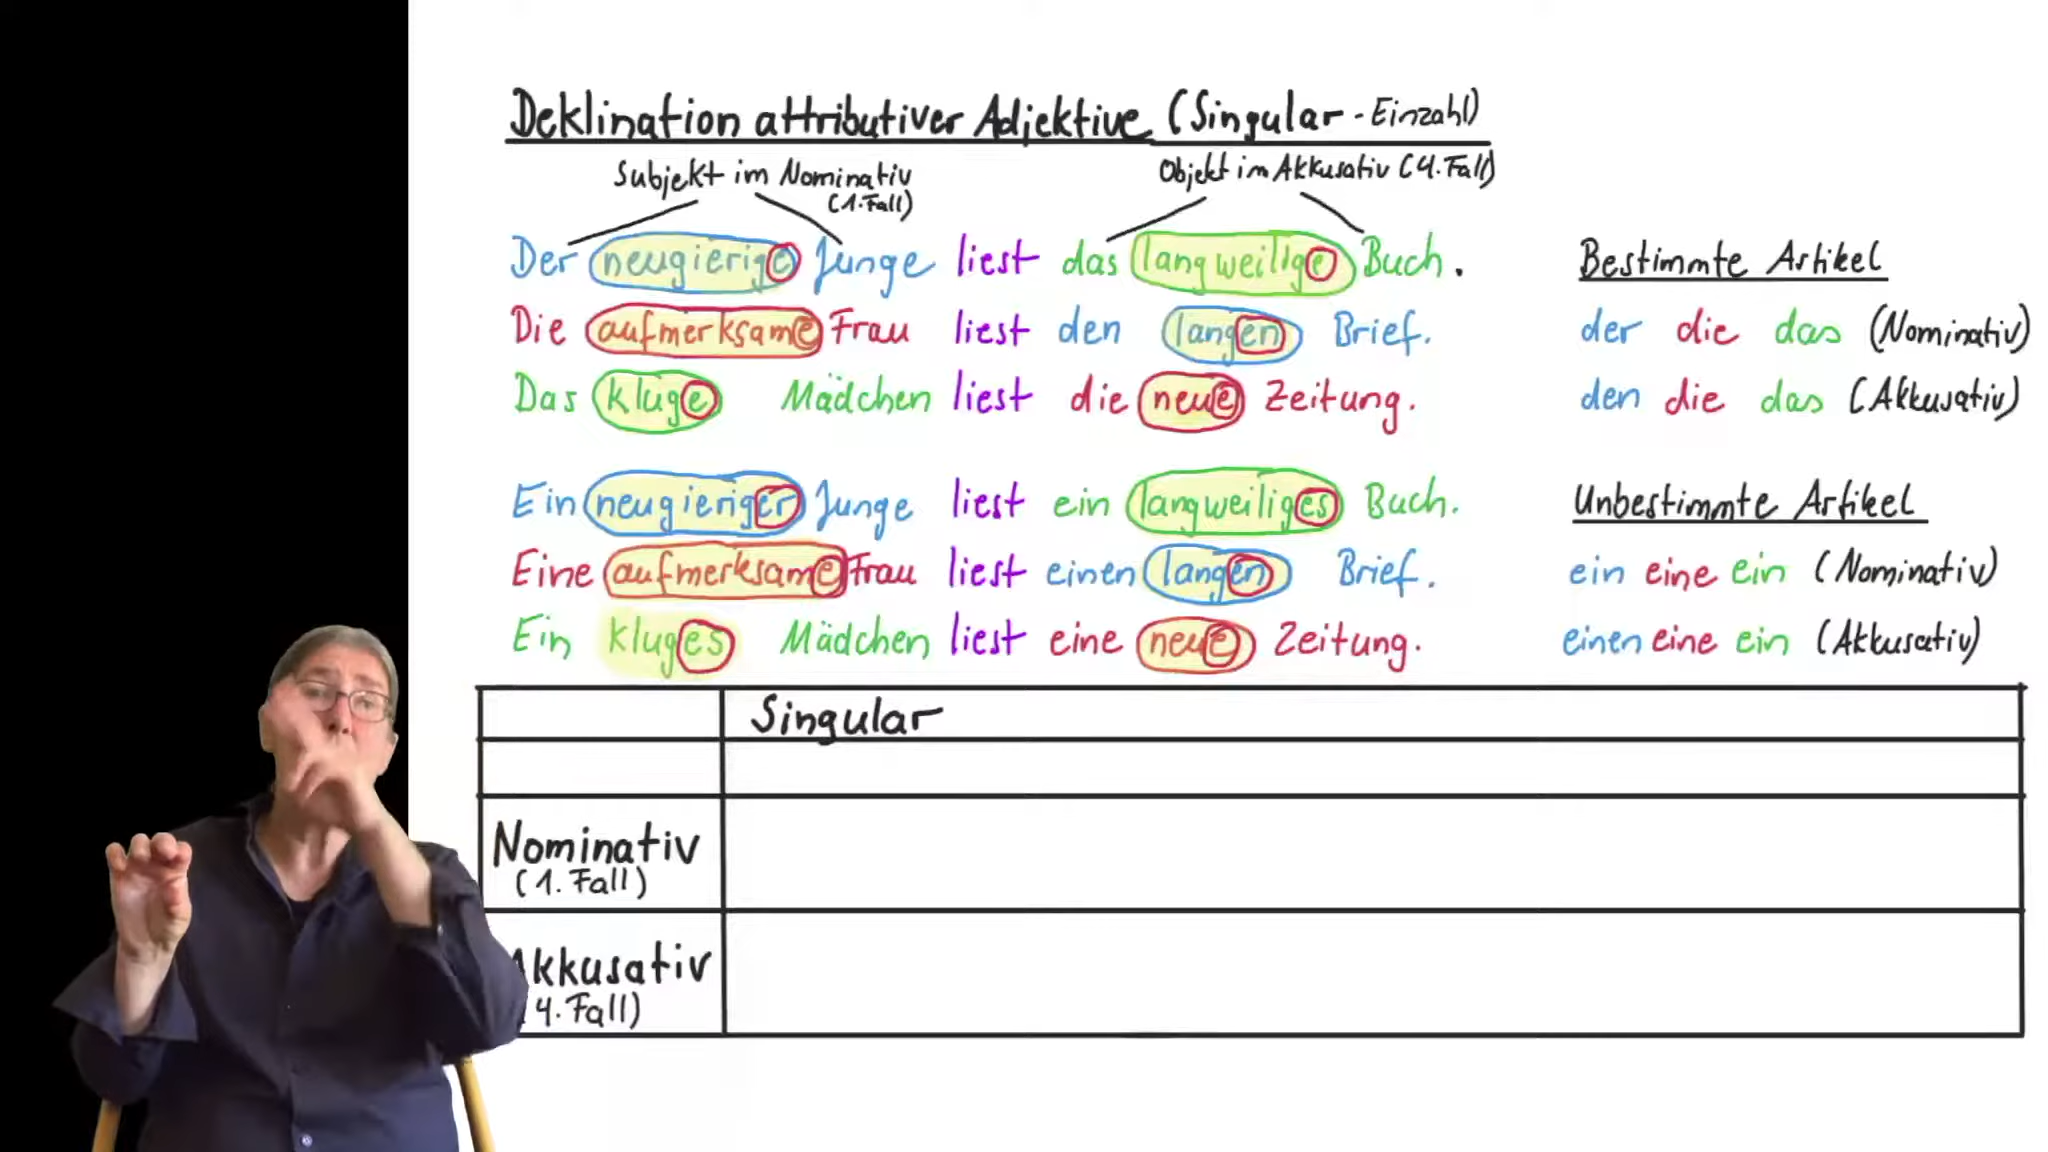 Deklination attributiver Adjektive (Singular - Einzahl)
Subjekt im Nominativ
(1. Fall)
Objekt im Akkusativ (4. Fall)
Der neugierige Junge liest das langweilige Buch.
Die aufmerksame Frau liest den langen Brief.
Das kluge Mädchen liest die neue Zeitung.
Bestimmte Artikel
der die das (Nominativ)
den die das (Akkusativ)
Ein neugieriger Junge liest ein langweiliges Buch.
Eine aufmerksame Frau liest einen langen Brief.
Ein kluges Mädchen liest eine neue Zeitung.
Unbestimmte Artikel
ein eine ein (Nominativ)
einen eine ein (Akkusativ)
Singular
Nominativ
(1. Fall)
Akkusativ
4. Fall)